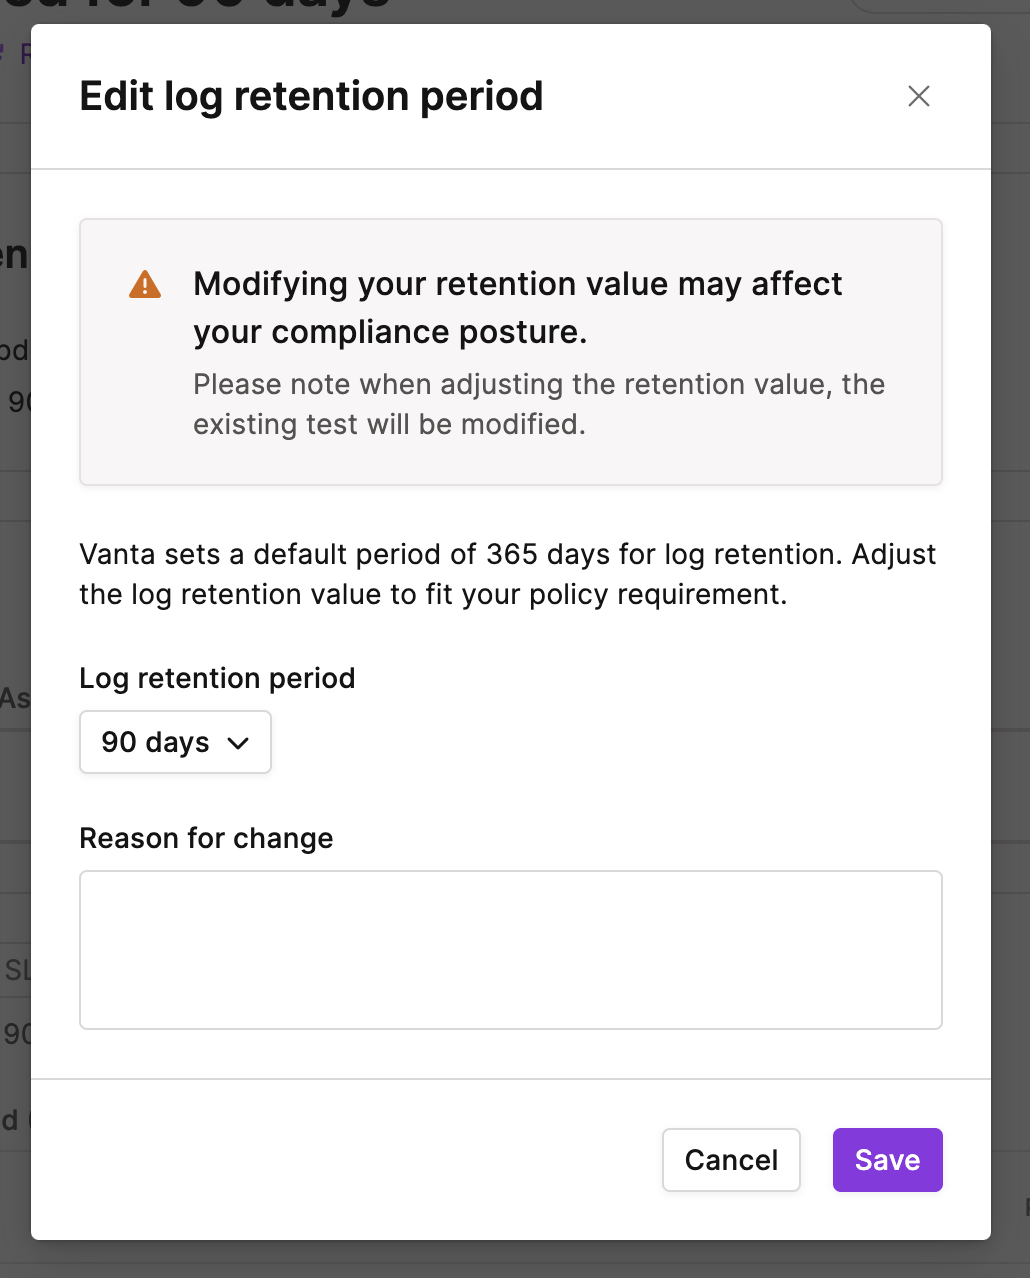 Edit log retention period
Modifying your retention value may affect
your compliance posture.
Please note when adjusting the retention value, the
existing test will be modified.
Vanta sets a default period of 365 days for log retention. Adjust
the log retention value to fit your policy requirement.
Log retention period
90 days
Reason for change
Cancel
Save